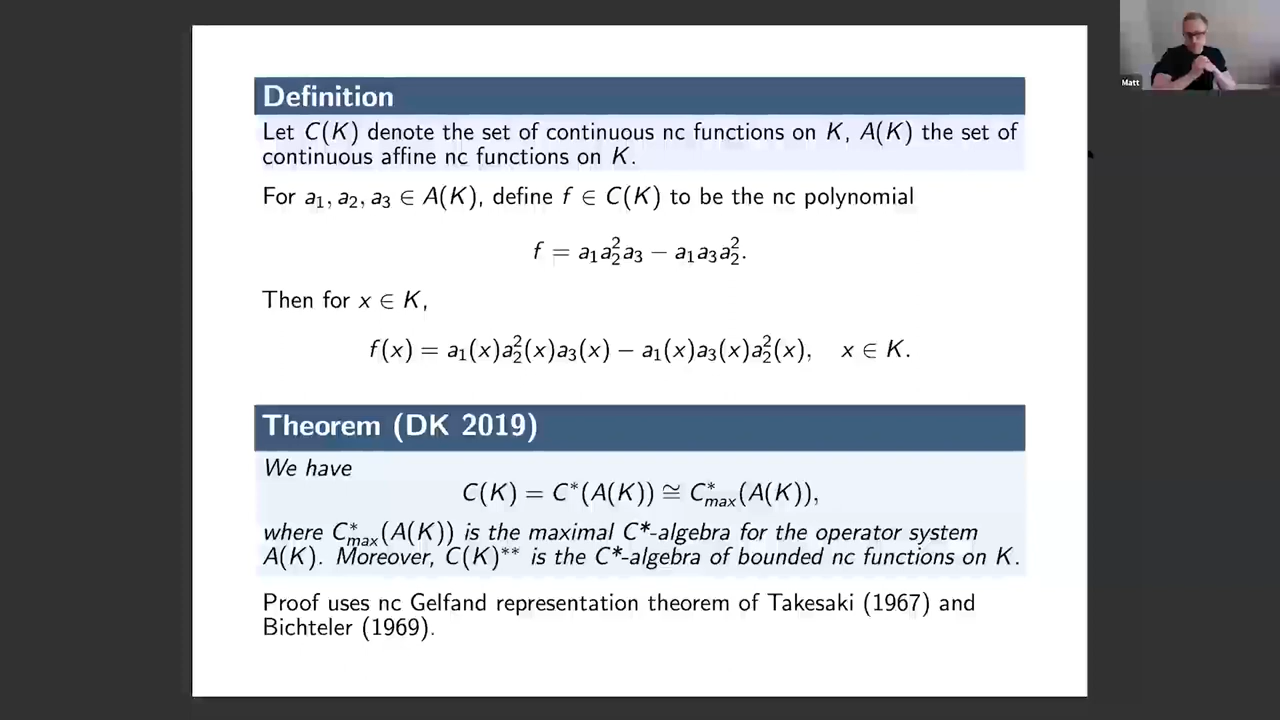 Definition
Let C(K) denote the set of continuous nc functions on K, A(K) the set of
continuous affine nc functions on K.
For a₁, a₂, a₃ ∈ A(K), define f ∈ C(K) to be the nc polynomial
f = a₁a₂²a₃ − a₁a₃a₂².
Then for x ∈ K,
f(x) = a₁(x)a₂²(x)a₃(x) − a₁(x)a₃(x)a₂²(x), x ∈ K.
Theorem (DK 2019)
We have
C(K) = C*(A(K)) ≅ C*ₘₐₓ(A(K)),
where C*ₘₐₓ(A(K)) is the maximal C*-algebra for the operator system
A(K). Moreover, C(K)** is the C*-algebra of bounded nc functions on K.
Proof uses nc Gelfand representation theorem of Takesaki (1967) and
Bichteler (1969).
Matt